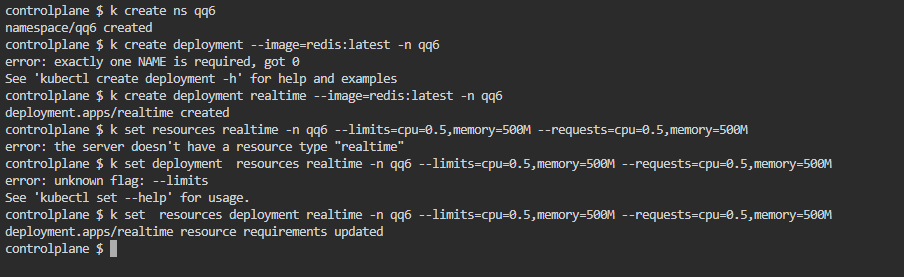 controlplane $ k create ns qq6
namespace/qq6 created
controlplane $ k create deployment --image=redis:latest -n qq6
error: exactly one NAME is required, got 0
See 'kubectl create deployment -h' for help and examples
controlplane $ k create deployment realtime --image=redis:latest -n qq6
deployment.apps/realtime created
controlplane $ k set resources realtime -n qq6 --limits=cpu=0.5,memory=500M --requests=cpu=0.5,memory=500M
error: the server doesn't have a resource type "realtime"
controlplane $ k set deployment  resources realtime -n qq6 --limits=cpu=0.5,memory=500M --requests=cpu=0.5,memory=500M
error: unknown flag: --limits
See 'kubectl set --help' for usage.
controlplane $ k set  resources deployment realtime -n qq6 --limits=cpu=0.5,memory=500M --requests=cpu=0.5,memory=500M
deployment.apps/realtime resource requirements updated
controlplane $